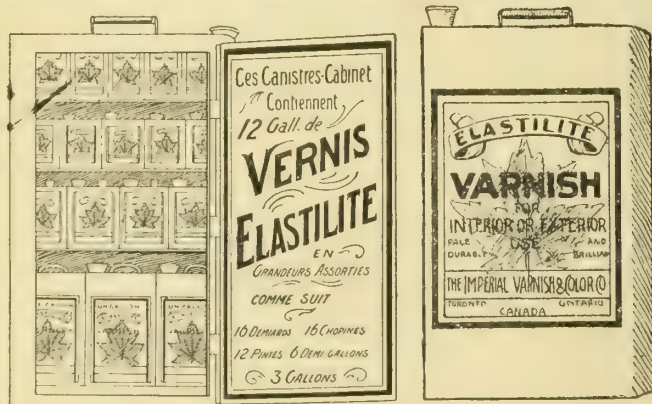 Ces Canistres-Cabinet
Contiennent
12 Gall. de
VERNIS
ELASTILITE
EN
GRANDEURS ASSORTIES
COMME SUIT
16 DEMIARDS 16 CHOPINES
12 PINTES 6 DEMI-GALLONS
3 GALLONS
ELASTILITE
VARNISH
FOR
INTERIOR OR EXTERIOR
USE
PALE AND
DURABLE BRILLIANT
THE IMPERIAL VARNISH & COLOR CO
TORONTO ONTARIO
CANADA